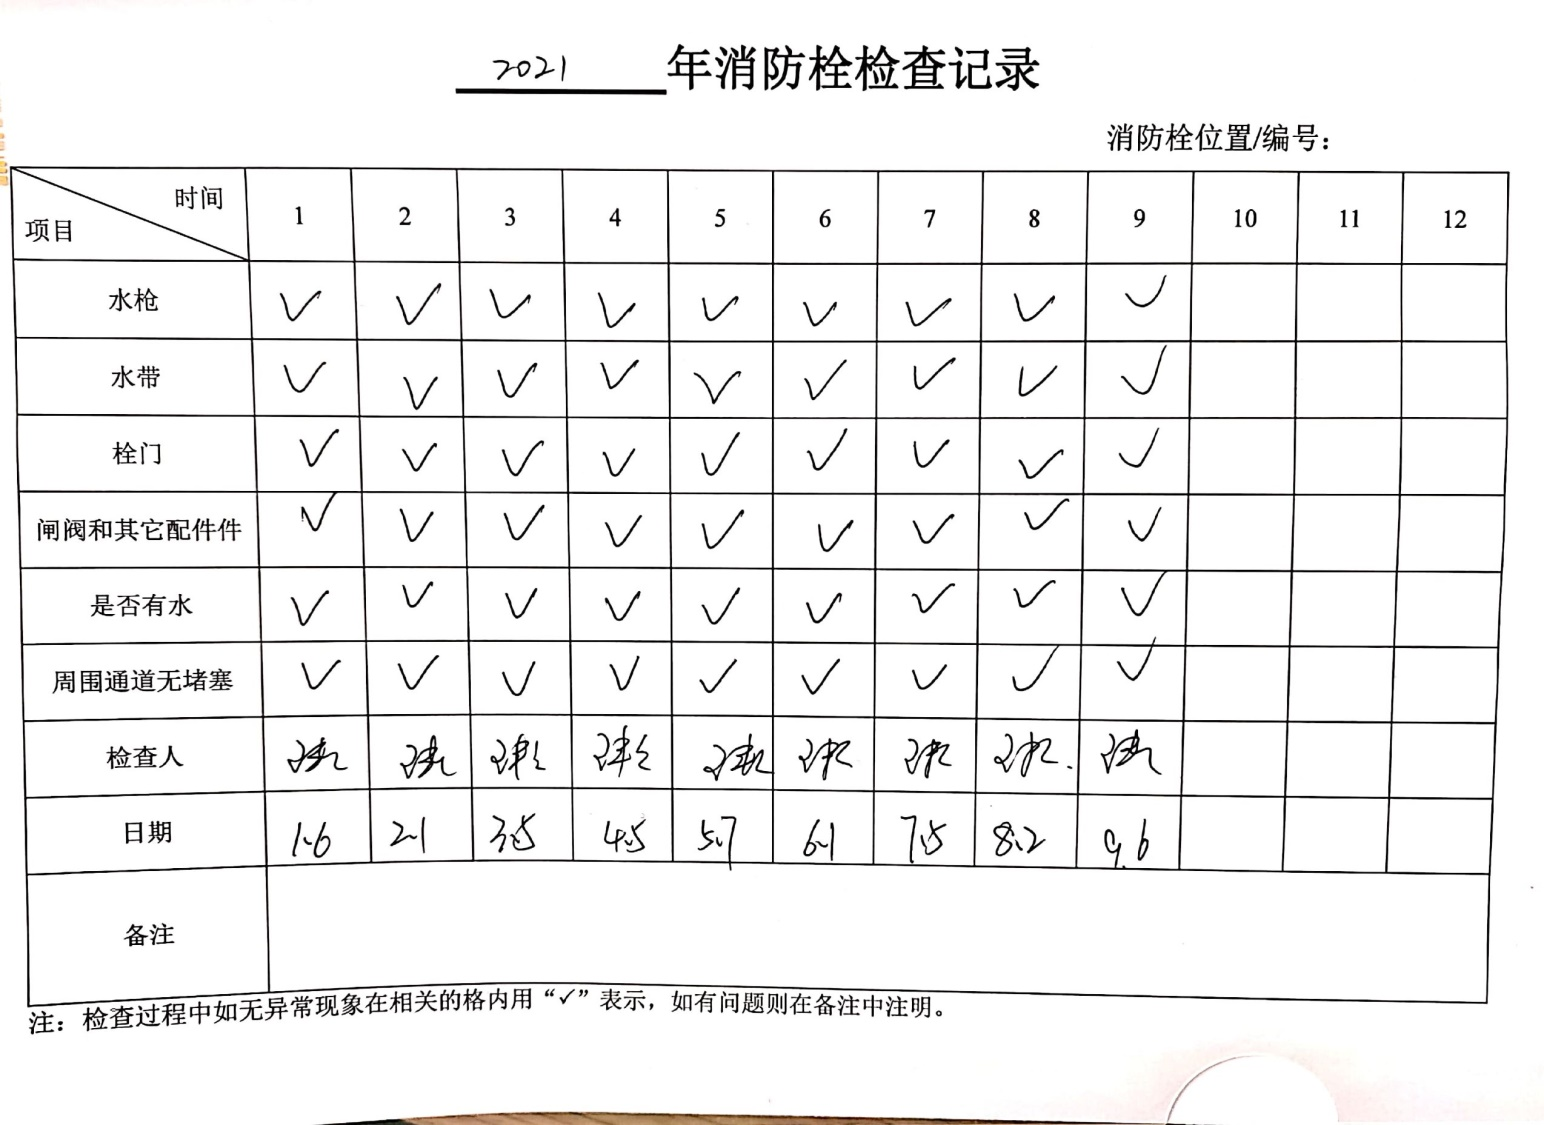 2021 年消防栓检查记录
消防栓位置/编号：
时间
项目 1 2 3 4 5 6 7 8 9 10 11 12
水枪 ✓ ✓ ✓ ✓ ✓ ✓ ✓ ✓ ✓
水带 ✓ ✓ ✓ ✓ ✓ ✓ ✓ ✓ ✓
栓门 ✓ ✓ ✓ ✓ ✓ ✓ ✓ ✓ ✓
闸阀和其它配件件 ✓ ✓ ✓ ✓ ✓ ✓ ✓ ✓ ✓
是否有水 ✓ ✓ ✓ ✓ ✓ ✓ ✓ ✓ ✓
周围通道无堵塞 ✓ ✓ ✓ ✓ ✓ ✓ ✓ ✓ ✓
检查人
日期 1.6 2.1 3.5 4.5 5.7 6.1 7.5 8.2 9.6
备注
注：检查过程中如无异常现象在相关的格内用“✓”表示，如有问题则在备注中注明。